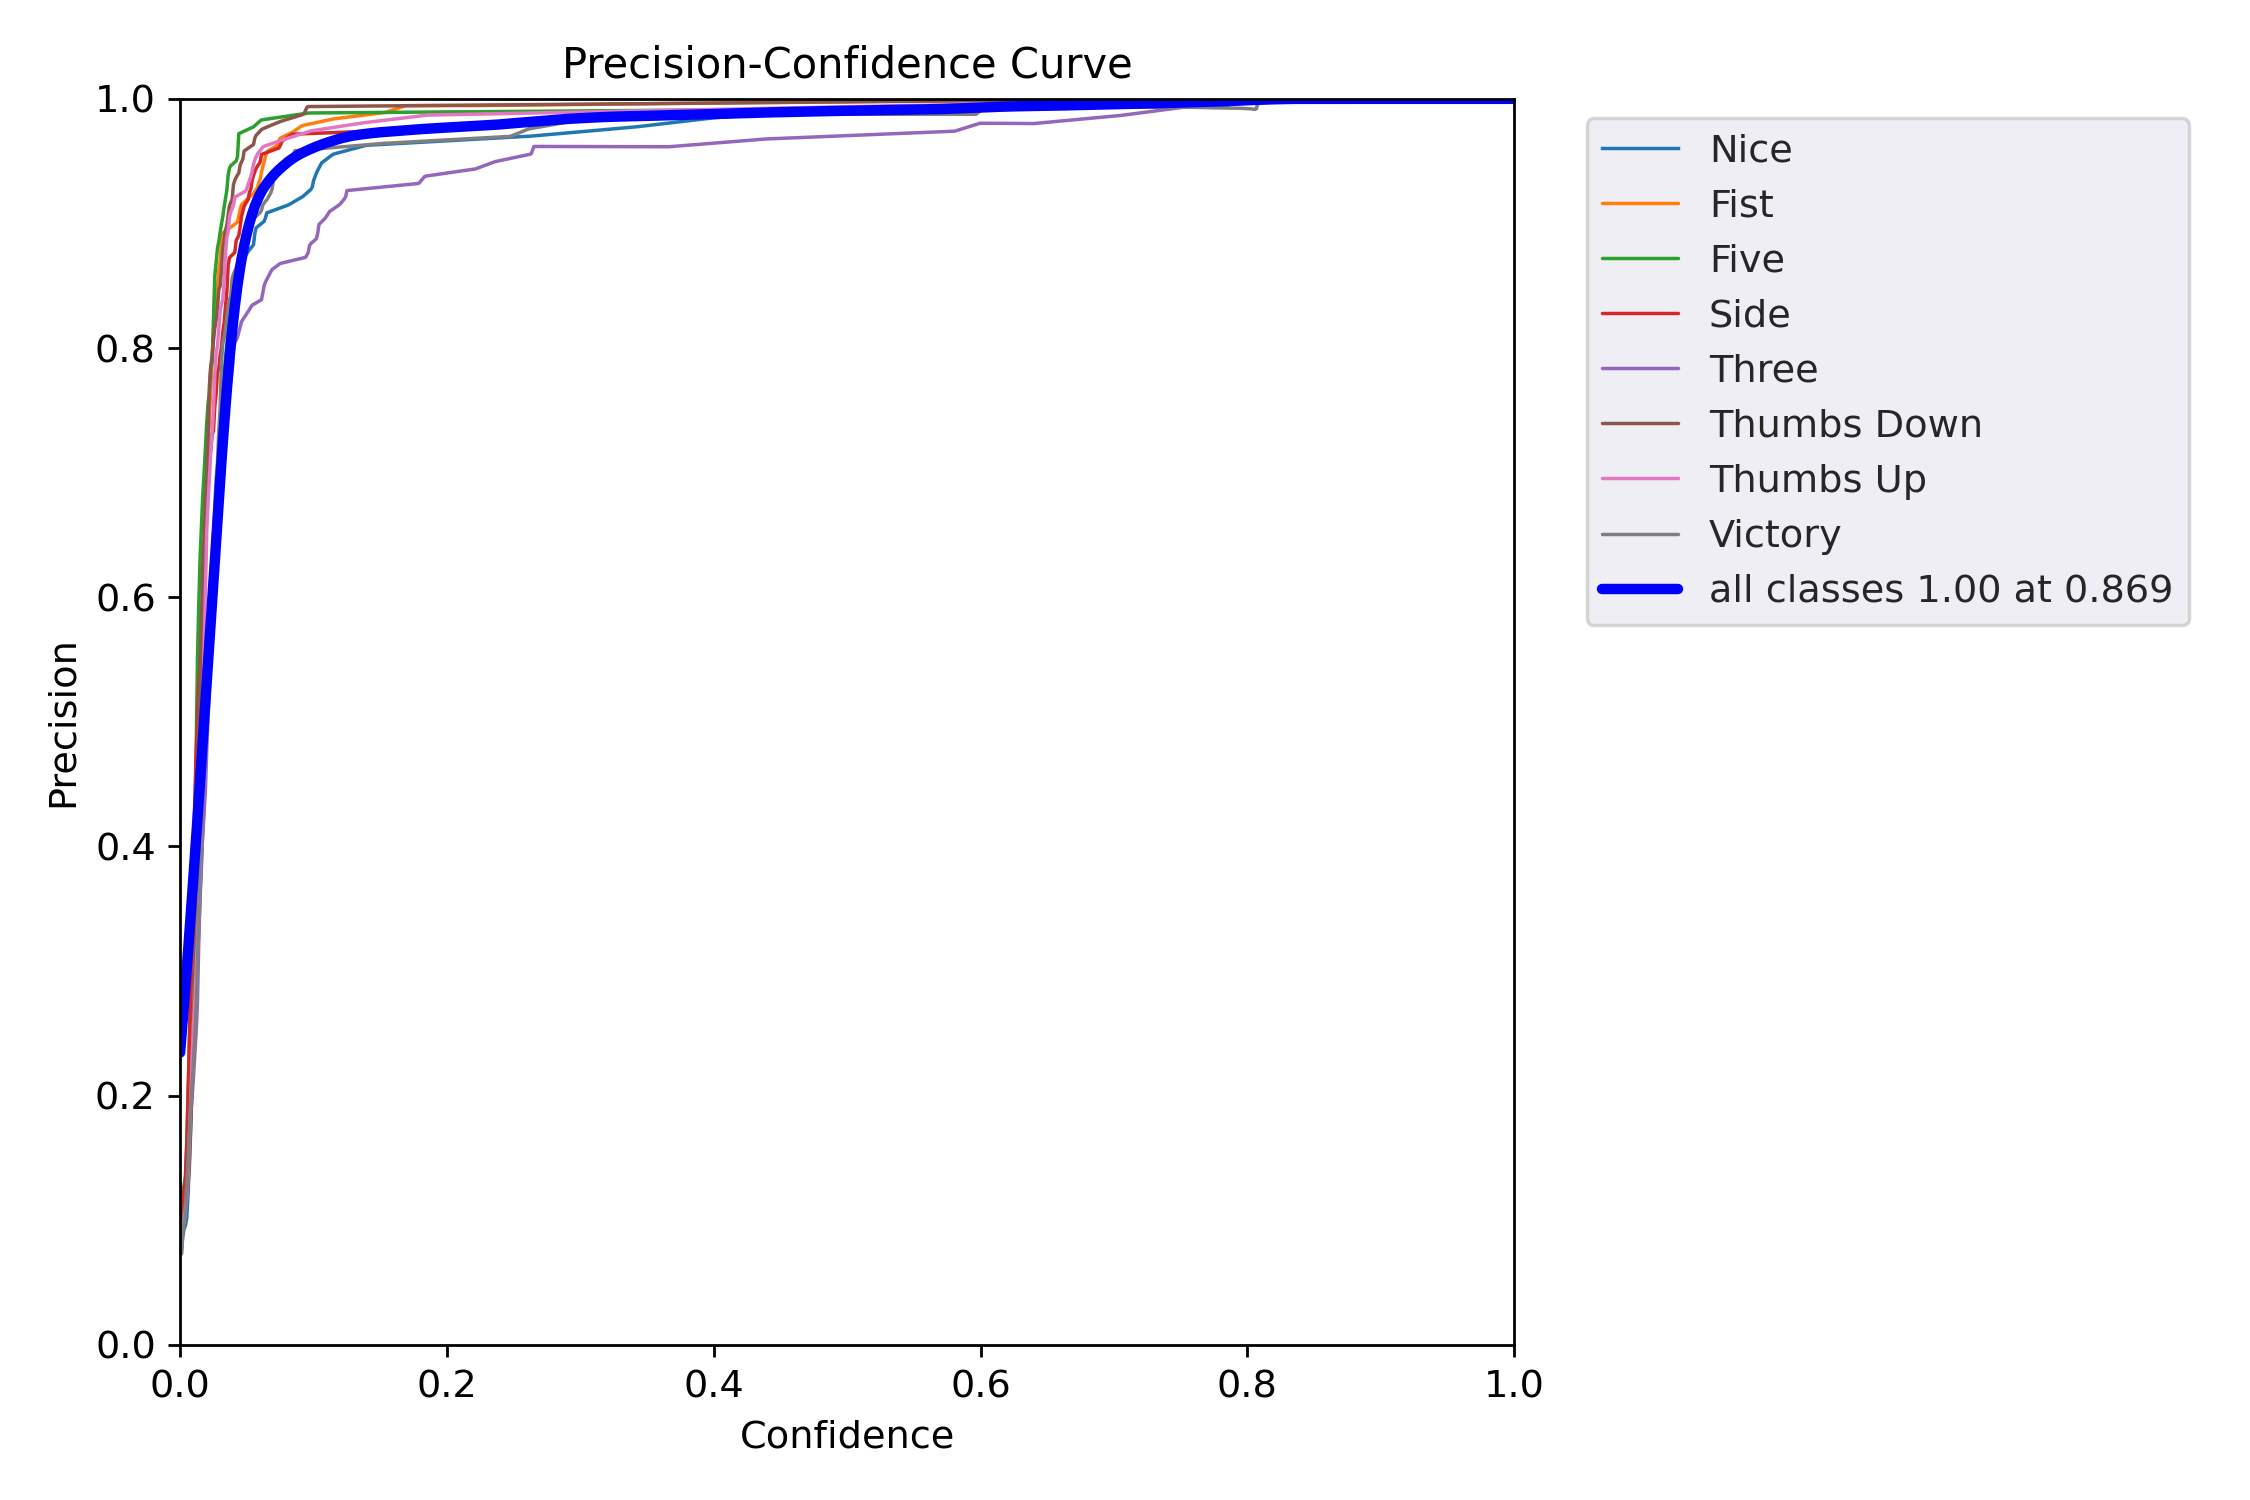 Precision-Confidence Curve
1.0
0.8
0.6
0.4
0.2
0.0
Precision
0.0 0.2 0.4 0.6 0.8 1.0
Confidence
Nice
Fist
Five
Side
Three
Thumbs Down
Thumbs Up
Victory
all classes 1.00 at 0.869